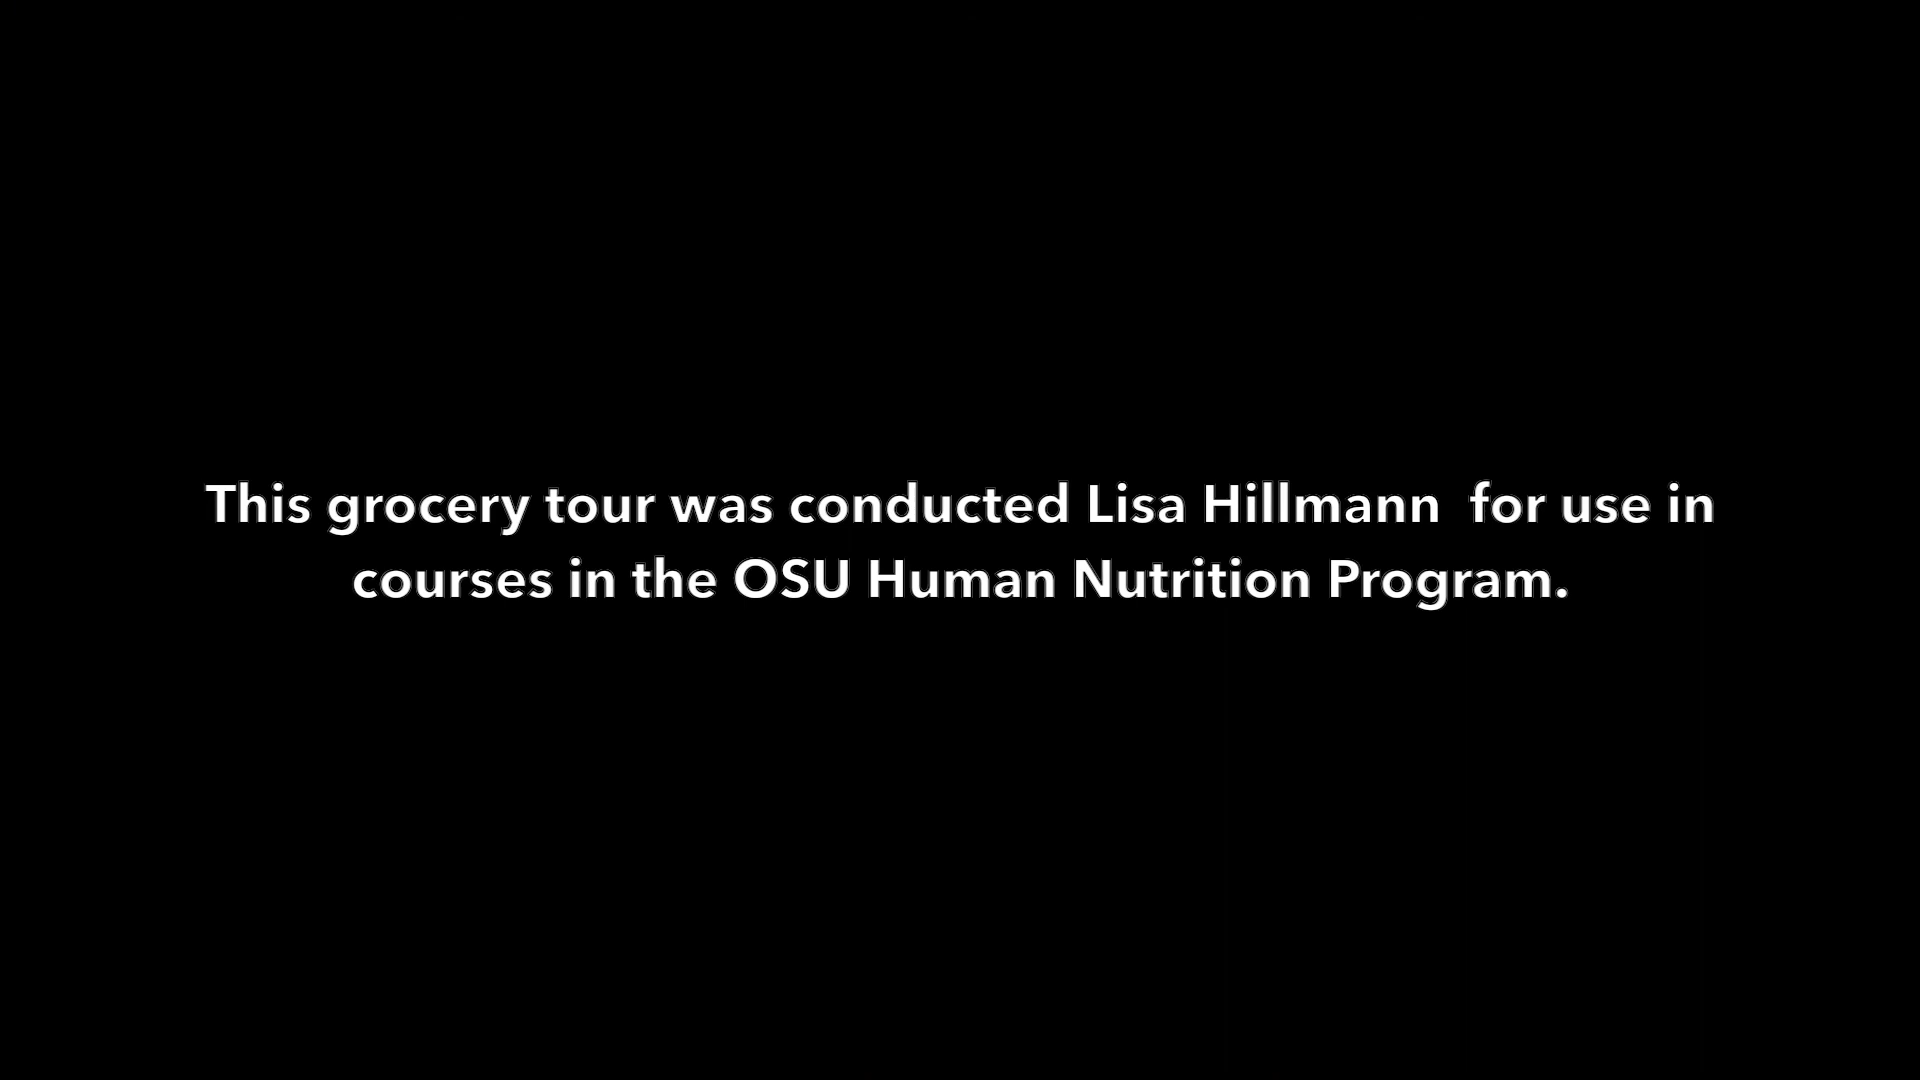 This grocery tour was conducted Lisa Hillmann  for use in
courses in the OSU Human Nutrition Program.